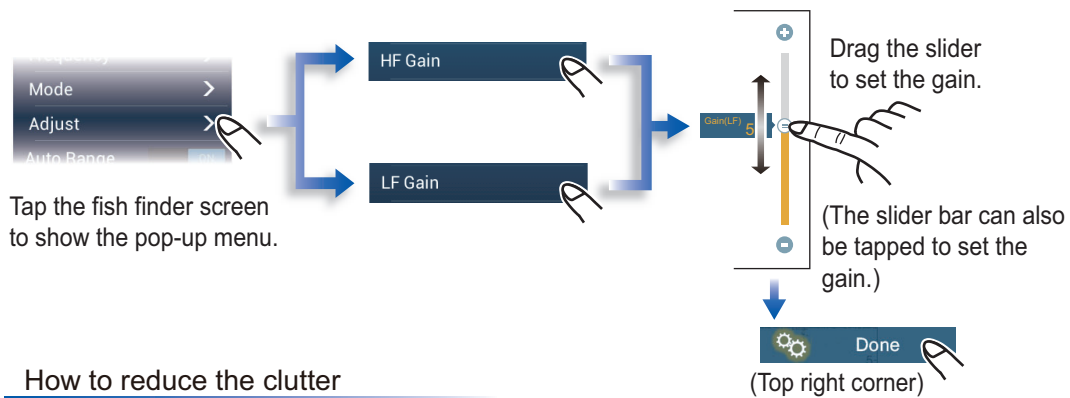 Frequency
Mode
Adjust
Auto Range ON
Tap the fish finder screen
to show the pop-up menu.
HF Gain
LF Gain
Gain(LF) 5
Drag the slider
to set the gain.
(The slider bar can also
be tapped to set the
gain.)
Done
(Top right corner)
How to reduce the clutter